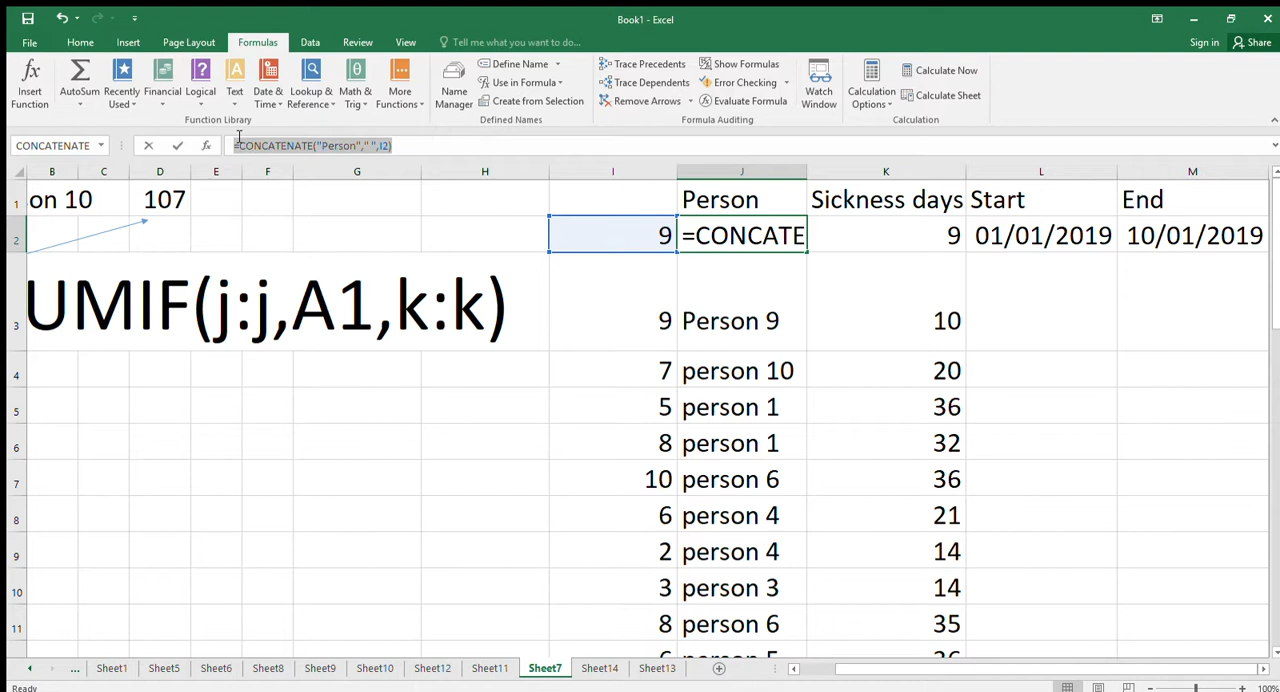 Book1 - Excel
File Home Insert Page Layout Formulas Data Review View Tell me what you want to do... Sign in Share
fx Insert Function
Σ AutoSum
Recently Used
Financial
Logical
A Text
Date & Time
Lookup & Reference
θ Math & Trig
More Functions
Function Library
Name Manager
Define Name
Use in Formula
Create from Selection
Defined Names
Trace Precedents
Trace Dependents
Remove Arrows
Show Formulas
Error Checking
Evaluate Formula
Formula Auditing
Watch Window
Calculation Options
Calculate Now
Calculate Sheet
Calculation
CONCATENATE fx =CONCATENATE("Person"," ",I2)
B C D E F G H I J K L M
1 on 10 107 Person Sickness days Start End
2 9 =CONCATE 9 01/01/2019 10/01/2019
3 UMIF(j:j,A1,k:k) 9 Person 9 10
4 7 person 10 20
5 5 person 1 36
6 8 person 1 32
7 10 person 6 36
8 6 person 4 21
9 2 person 4 14
10 3 person 3 14
11 8 person 6 35
... Sheet1 Sheet5 Sheet6 Sheet8 Sheet9 Sheet10 Sheet12 Sheet11 Sheet7 Sheet14 Sheet13
Ready 100%